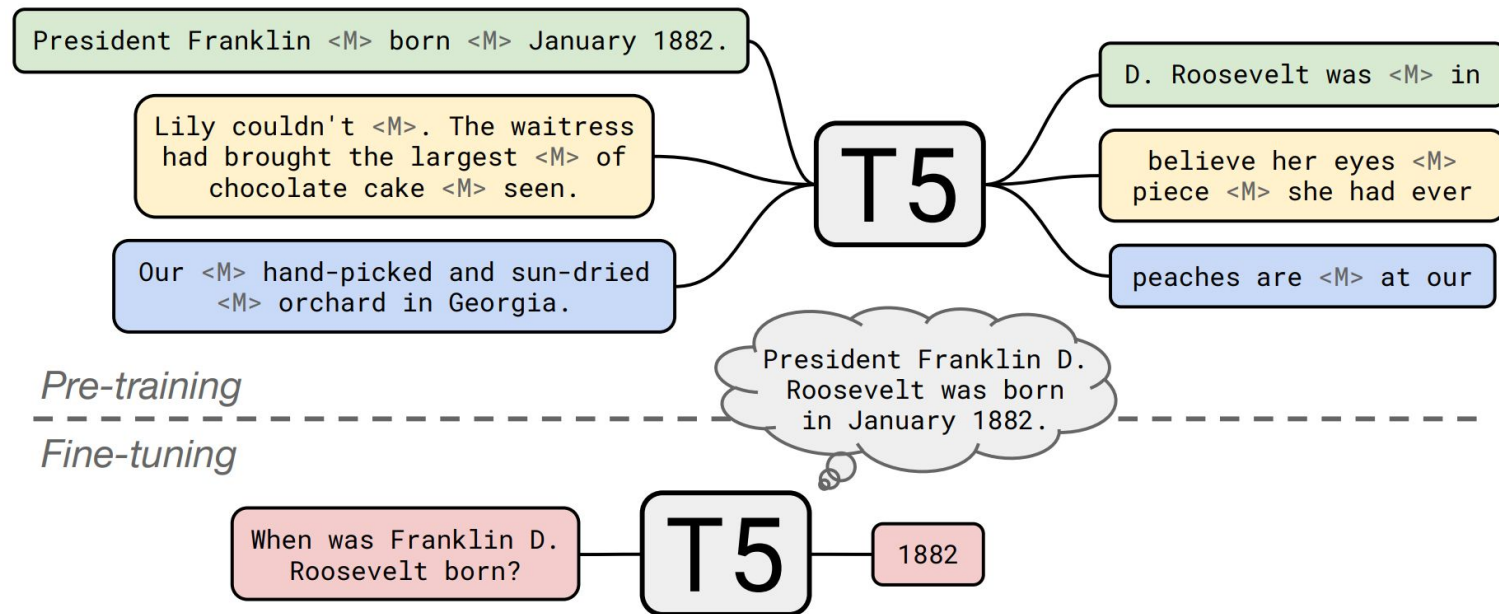 President Franklin <M> born <M> January 1882.
Lily couldn't <M>. The waitress
had brought the largest <M> of
chocolate cake <M> seen.
Our <M> hand-picked and sun-dried
<M> orchard in Georgia.
T5
D. Roosevelt was <M> in
believe her eyes <M>
piece <M> she had ever
peaches are <M> at our
Pre-training
President Franklin D.
Roosevelt was born
in January 1882.
Fine-tuning
When was Franklin D.
Roosevelt born?
T5
1882